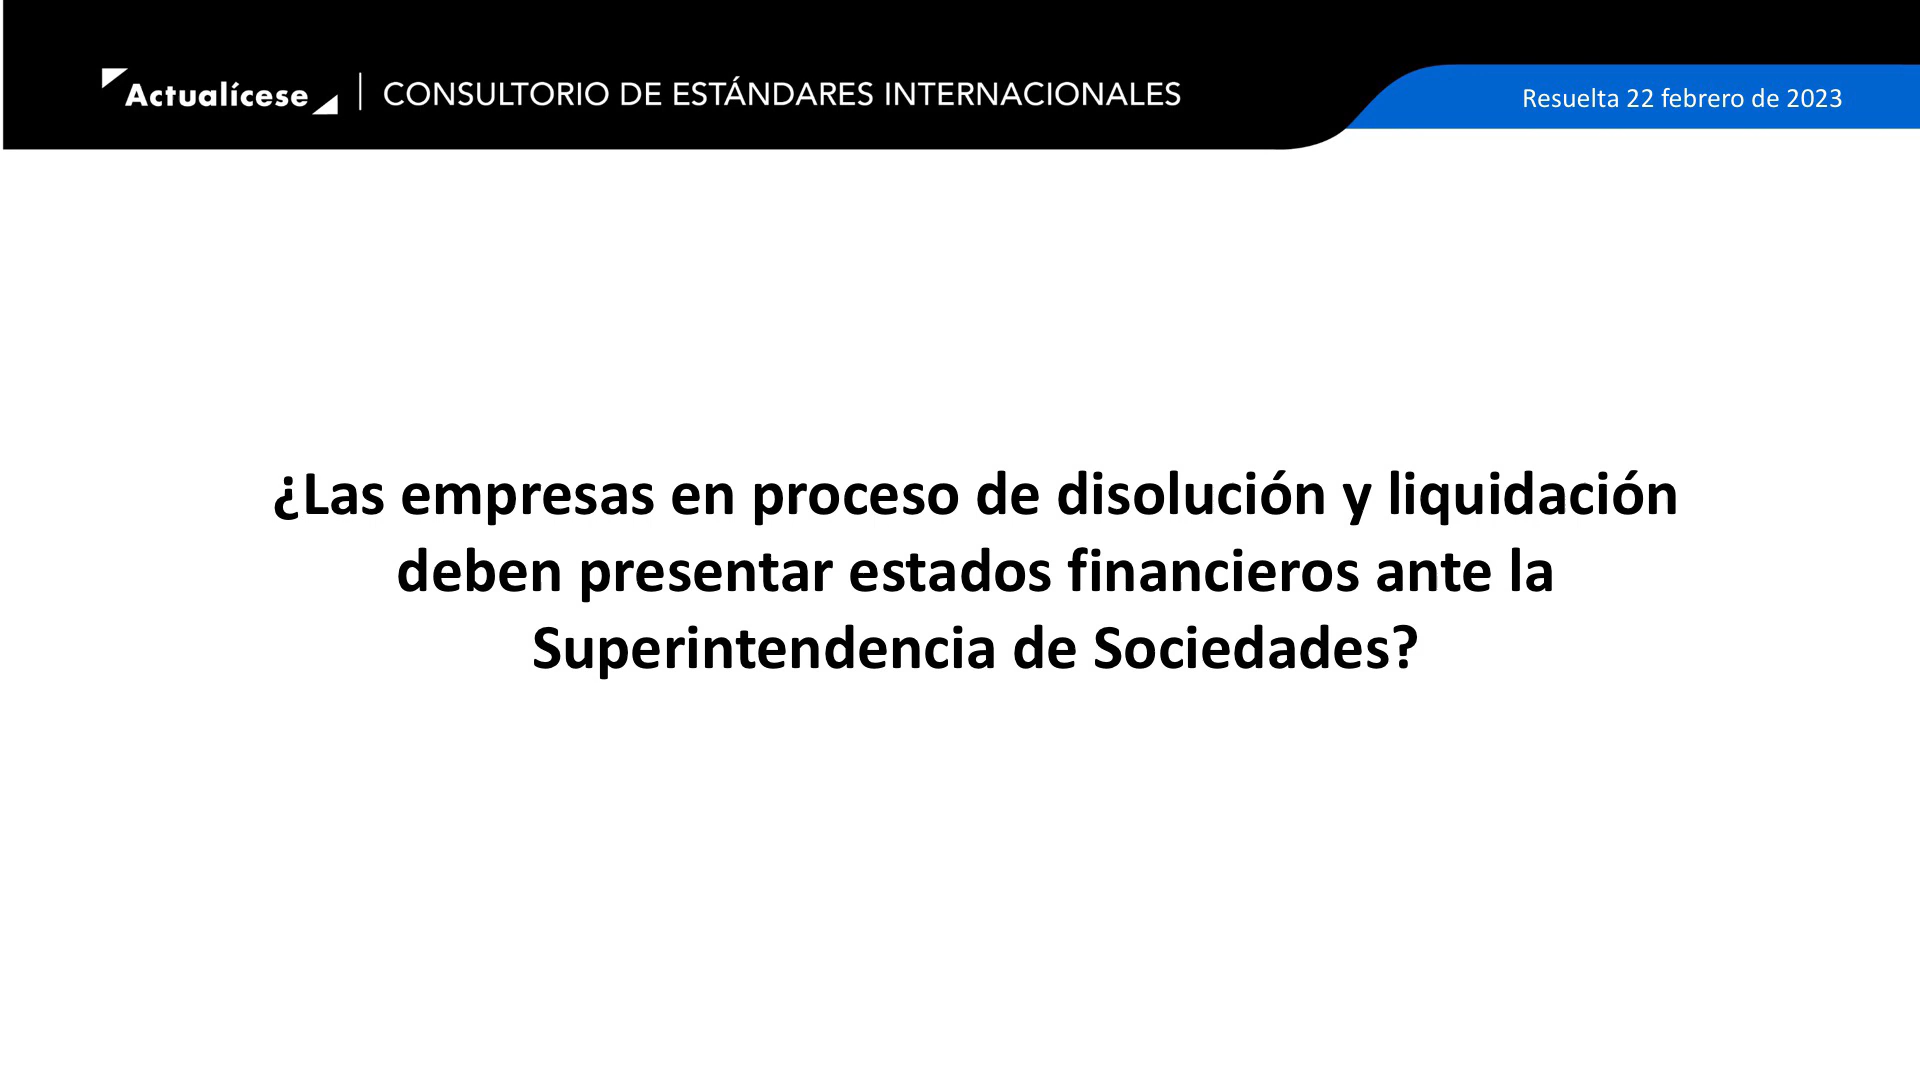 Actualícese | CONSULTORIO DE ESTÁNDARES INTERNACIONALES
Resuelta 22 febrero de 2023
¿Las empresas en proceso de disolución y liquidación
deben presentar estados financieros ante la
Superintendencia de Sociedades?